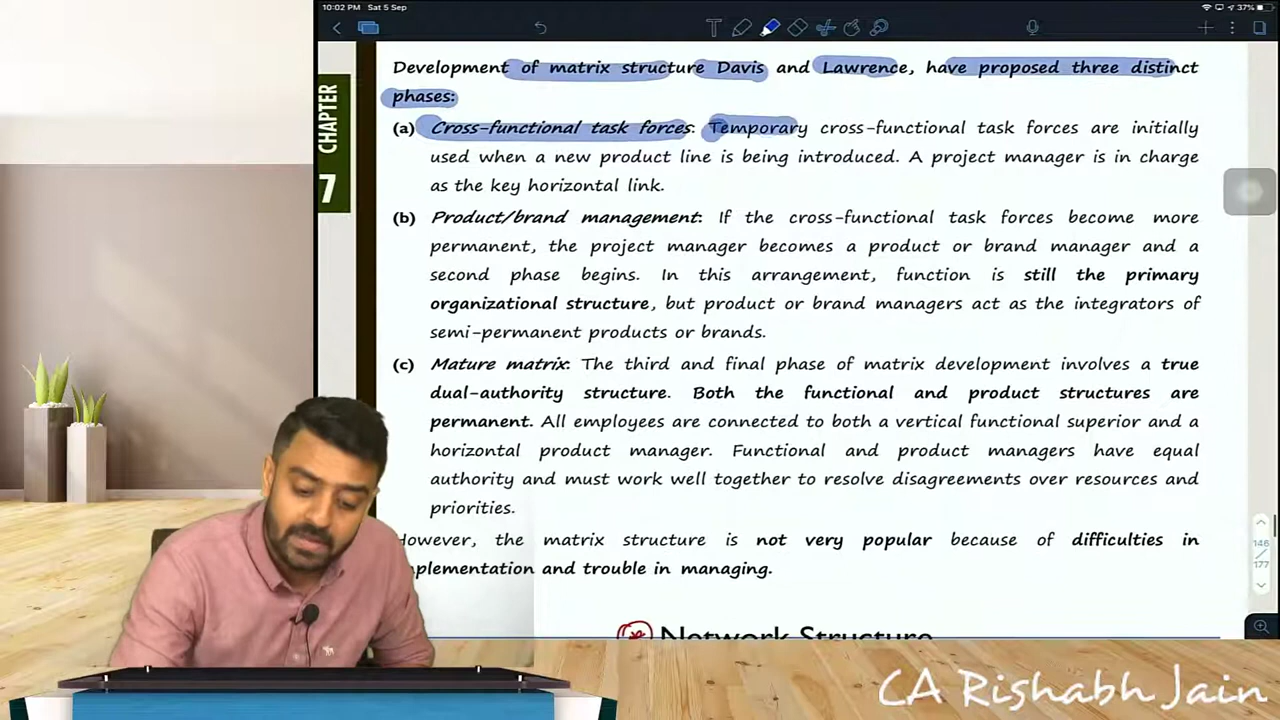 10:02 PM Sat 5 Sep
37%
CHAPTER
7
Development of matrix structure Davis and Lawrence, have proposed three distinct
phases:
(a) Cross-functional task forces: Temporary cross-functional task forces are initially
used when a new product line is being introduced. A project manager is in charge
as the key horizontal link.
(b) Product/brand management: If the cross-functional task forces become more
permanent, the project manager becomes a product or brand manager and a
second phase begins. In this arrangement, function is still the primary
organizational structure, but product or brand managers act as the integrators of
semi-permanent products or brands.
(c) Mature matrix: The third and final phase of matrix development involves a true
dual-authority structure. Both the functional and product structures are
permanent. All employees are connected to both a vertical functional superior and a
horizontal product manager. Functional and product managers have equal
authority and must work well together to resolve disagreements over resources and
priorities.
However, the matrix structure is not very popular because of difficulties in
mplementation and trouble in managing.
Network Structure
146
177
CA Rishabh Jain